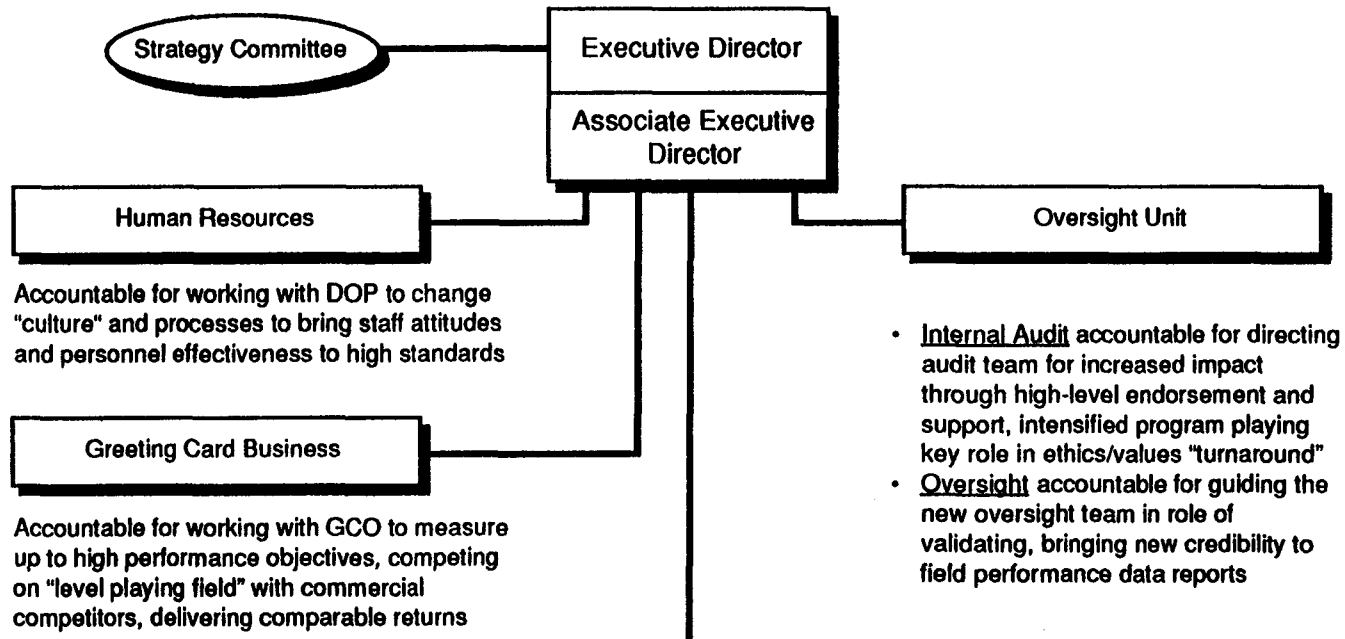 Strategy Committee
Executive Director
Associate Executive
Director
Human Resources
Accountable for working with DOP to change
"culture" and processes to bring staff attitudes
and personnel effectiveness to high standards
Greeting Card Business
Accountable for working with GCO to measure
up to high performance objectives, competing
on "level playing field" with commercial
competitors, delivering comparable returns
Oversight Unit
• Internal Audit accountable for directing
audit team for increased impact
through high-level endorsement and
support, intensified program playing
key role in ethics/values "turnaround"
• Oversight accountable for guiding the
new oversight team in role of
validating, bringing new credibility to
field performance data reports